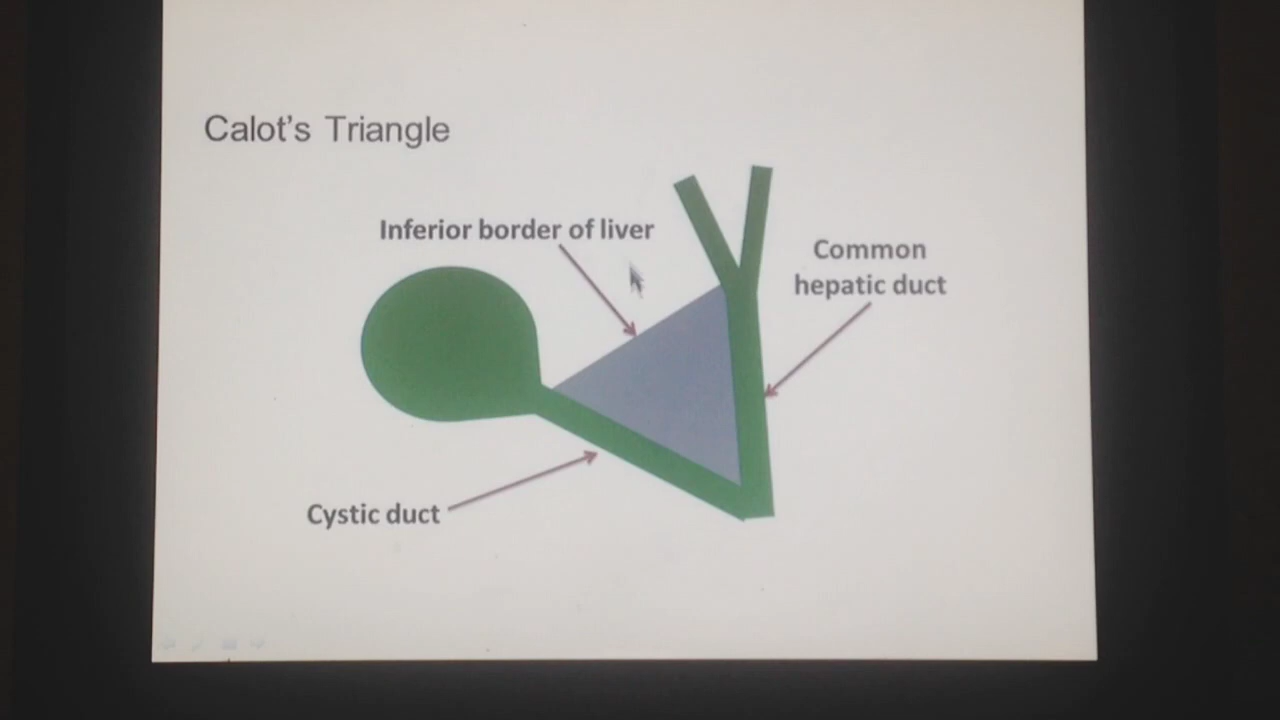 Calot's Triangle
Inferior border of liver
Common
hepatic duct
Cystic duct